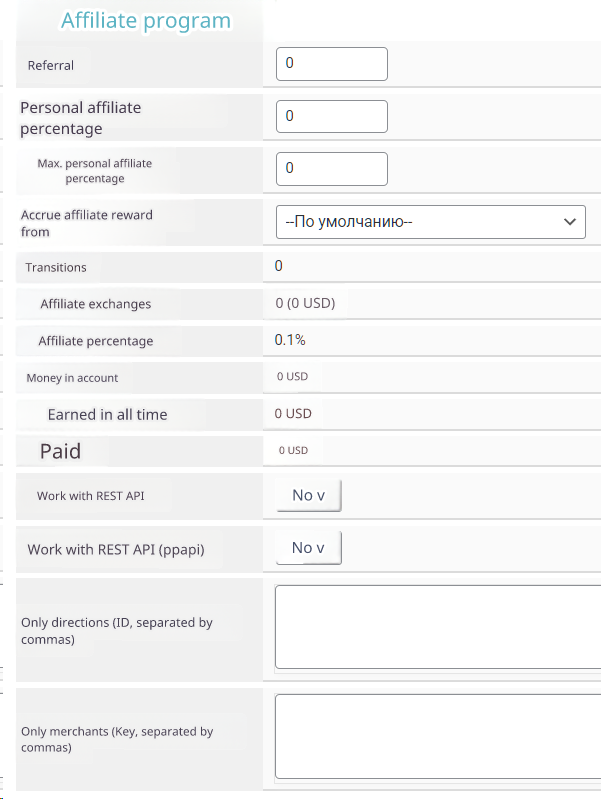 Affiliate program
Referral
0
Personal affiliate
percentage
0
Max. personal affiliate
percentage
0
Accrue affiliate reward
from
--По умолчанию--
Transitions
0
Affiliate exchanges
0 (0 USD)
Affiliate percentage
0.1%
Money in account
0 USD
Earned in all time
0 USD
Paid
0 USD
Work with REST API
No v
Work with REST API (ppapi)
No v
Only directions (ID, separated by
commas)
Only merchants (Key, separated by
commas)